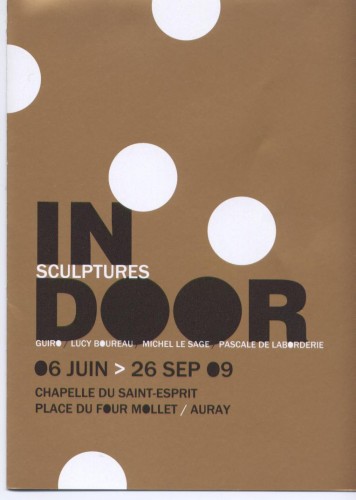 IN
SCULPTURES
DOOR
GUIRO / LUCY BOUREAU / MICHEL LE SAGE / PASCALE DE LABORDERIE
06 JUIN > 26 SEP 09
CHAPELLE DU SAINT-ESPRIT
PLACE DU FOUR MOLLET / AURAY